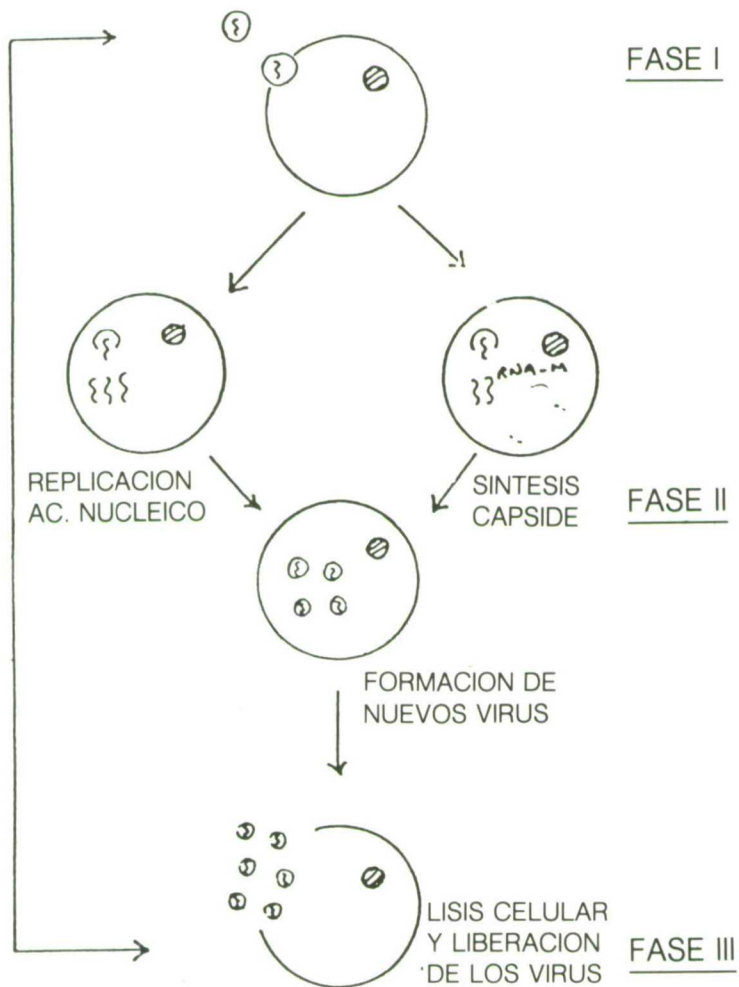 FASE I
RNA-M
REPLICACION
AC. NUCLEICO
SINTESIS
CAPSIDE
FASE II
FORMACION DE
NUEVOS VIRUS
LISIS CELULAR
Y LIBERACION
DE LOS VIRUS
FASE III